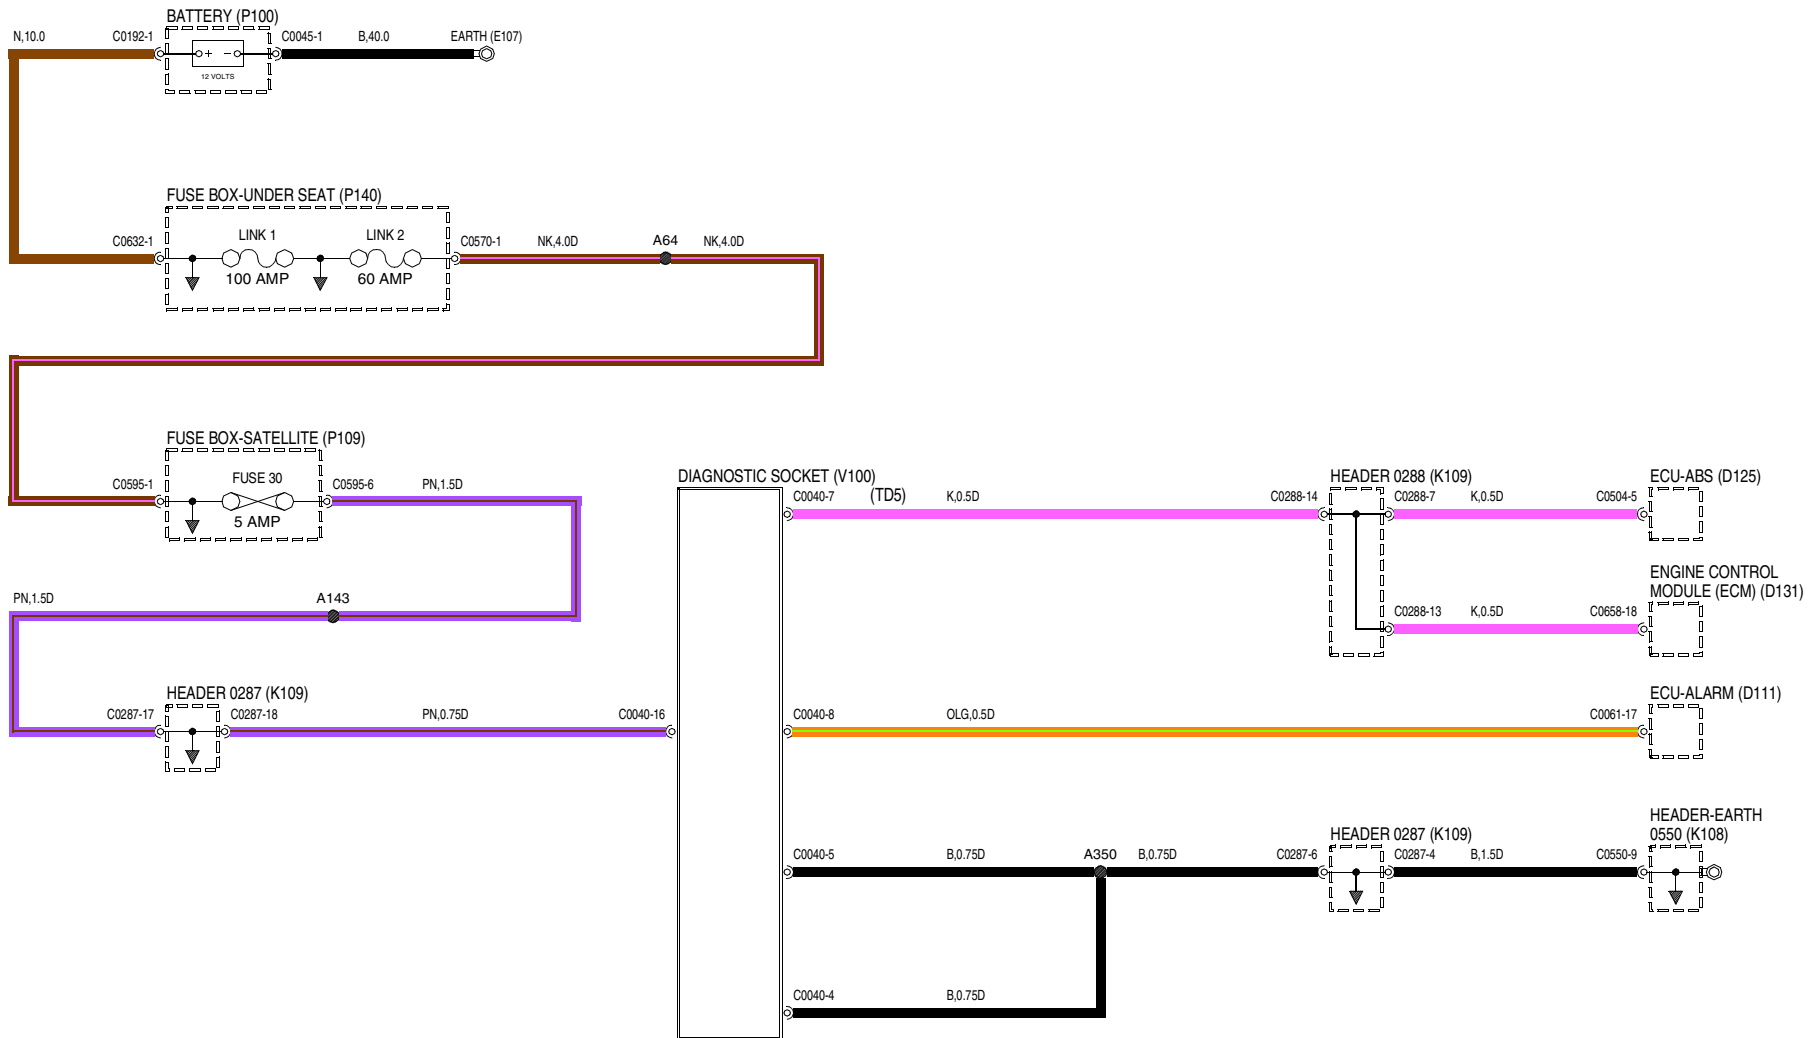 BATTERY (P100)
N,10.0
C0192-1
C0045-1
B,40.0
EARTH (E107)
+ −
12 VOLTS
FUSE BOX-UNDER SEAT (P140)
C0632-1
LINK 1
LINK 2
C0570-1
NK,4.0D
A64
NK,4.0D
100 AMP
60 AMP
FUSE BOX-SATELLITE (P109)
C0595-1
FUSE 30
C0595-6
PN,1.5D
5 AMP
PN,1.5D
A143
HEADER 0287 (K109)
C0287-17
C0287-18
PN,0.75D
C0040-16
DIAGNOSTIC SOCKET (V100)
(TD5)
C0040-7
K,0.5D
C0288-14
HEADER 0288 (K109)
C0288-7
K,0.5D
C0504-5
ECU-ABS (D125)
ENGINE CONTROL
MODULE (ECM) (D131)
C0288-13
K,0.5D
C0658-18
C0040-8
OLG,0.5D
C0061-17
ECU-ALARM (D111)
C0040-5
B,0.75D
A350
B,0.75D
C0287-6
HEADER 0287 (K109)
C0287-4
B,1.5D
C0550-9
HEADER-EARTH
0550 (K108)
C0040-4
B,0.75D